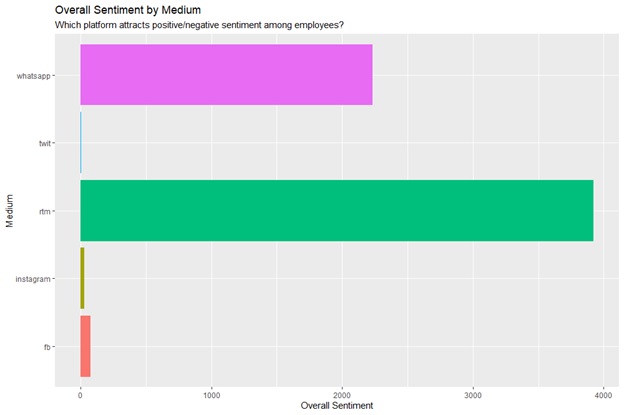 Overall Sentiment by Medium
Which platform attracts positive/negative sentiment among employees?
Medium
whatsapp
twit
rtm
instagram
fb
0 1000 2000 3000 4000
Overall Sentiment